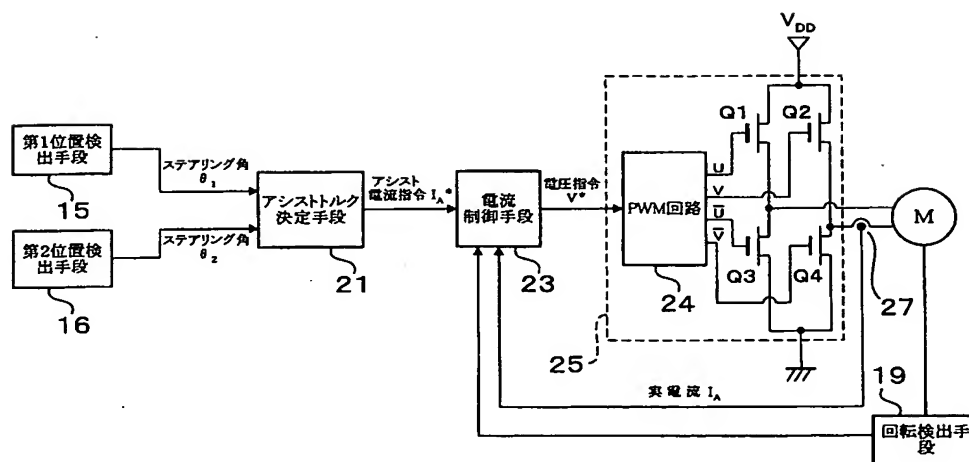 V_DD
Q1
Q2
第1位置検
出手段
15
ステアリング角
θ₁
第2位置検
出手段
16
ステアリング角
θ₂
アシストトルク
決定手段
21
アシスト
電流指令 I_A*
電流
制御手段
23
電圧指令
V*
PWM回路
24
U
V
U̅
V̅
Q3
Q4
25
M
27
実電流 I_A
19
回転検出手
段